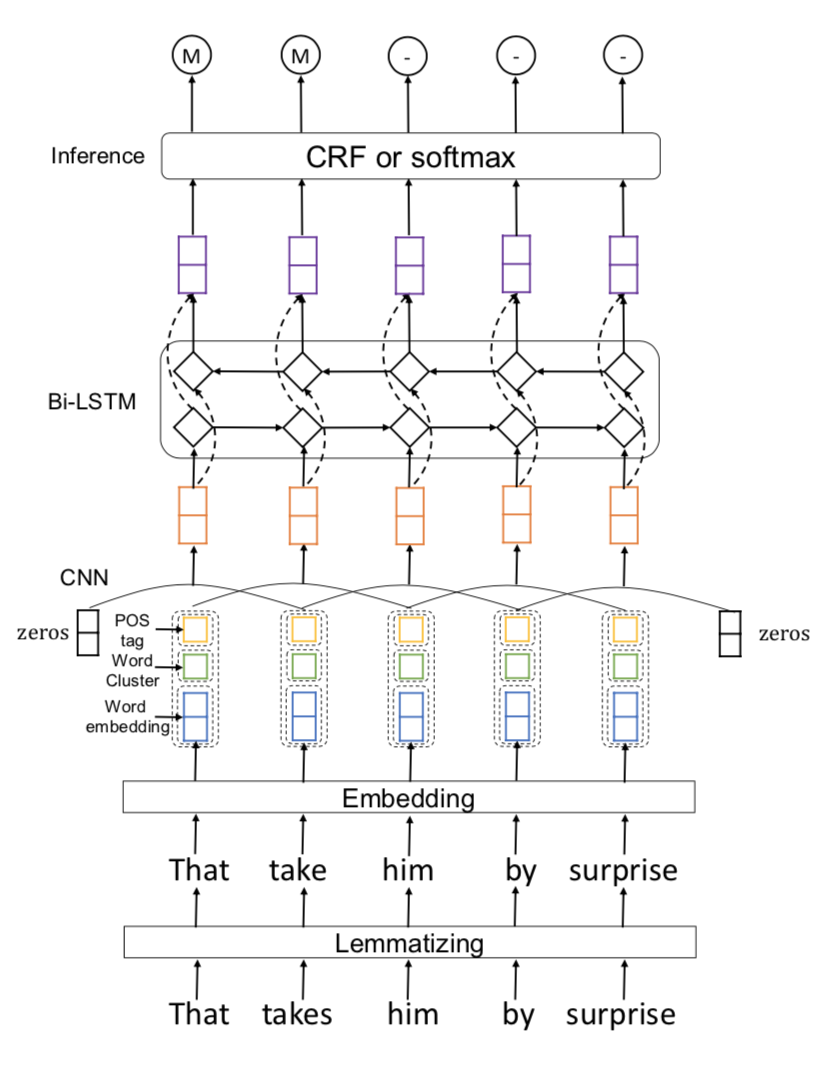 M M - - -
Inference
CRF or softmax
Bi-LSTM
CNN
zeros
POS
tag
Word
Cluster
Word
embedding
zeros
Embedding
That take him by surprise
Lemmatizing
That takes him by surprise